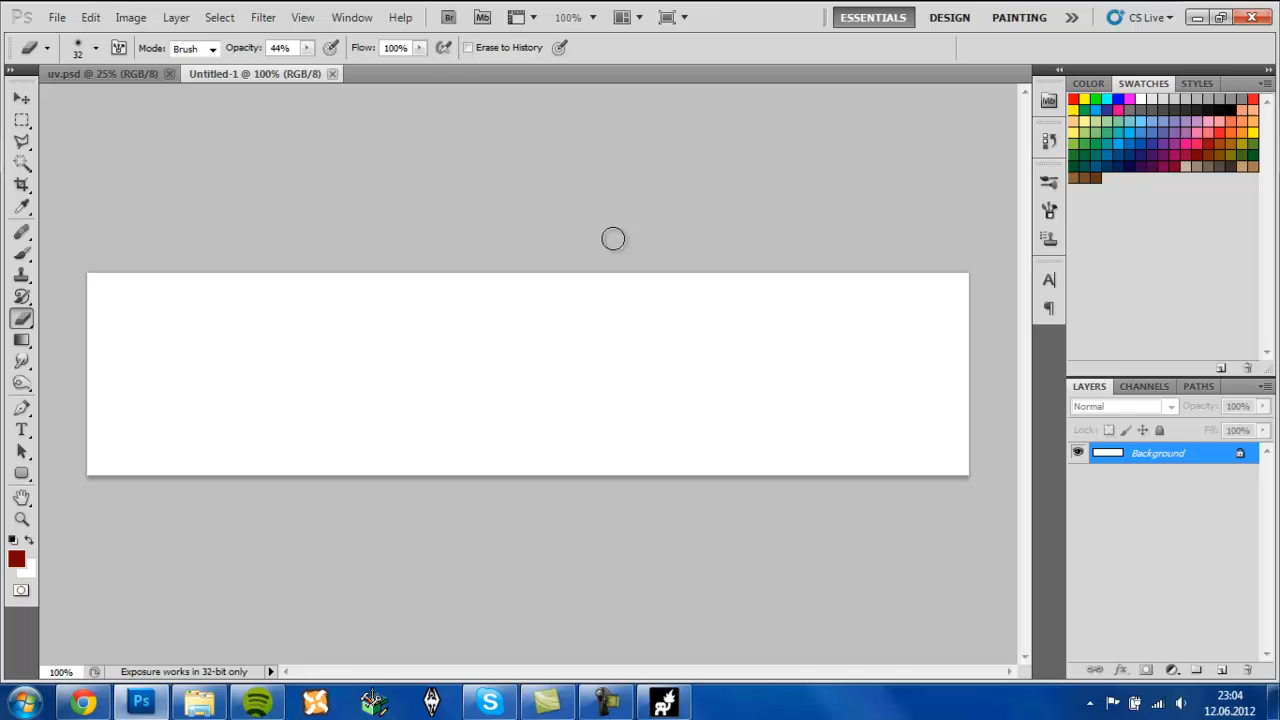 Ps File Edit Image Layer Select Filter View Window Help Br Mb 100% ESSENTIALS DESIGN PAINTING CS Live
32 Mode: Brush Opacity: 44% Flow: 100% Erase to History
uv.psd @ 25% (RGB/8) Untitled-1 @ 100% (RGB/8)
COLOR SWATCHES STYLES
Mb
A
LAYERS CHANNELS PATHS
Normal Opacity: 100%
Lock: Fill: 100%
Background
T
100% Exposure works in 32-bit only
Ps
23:04
12.06.2012